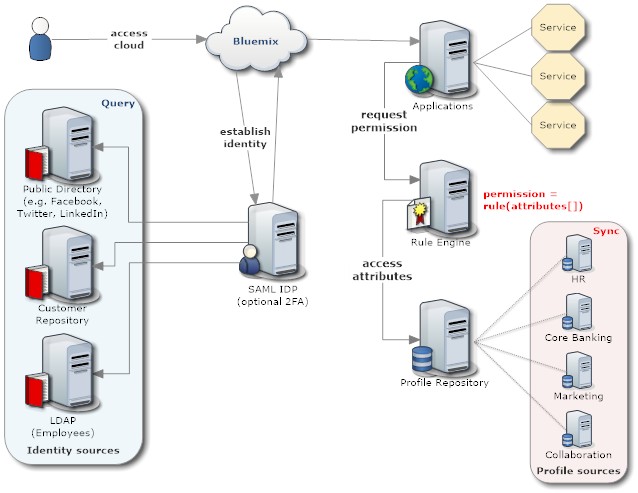 access
cloud
Bluemix
Service
Service
Service
Applications
request
permission
establish
identity
Query
Public Directory
(e.g. Facebook,
Twitter, LinkedIn)
Customer
Repository
LDAP
(Employees)
Identity sources
SAML IDP
(optional 2FA)
Rule Engine
permission =
rule(attributes[])
access
attributes
Profile Repository
Sync
HR
Core Banking
Marketing
Collaboration
Profile sources